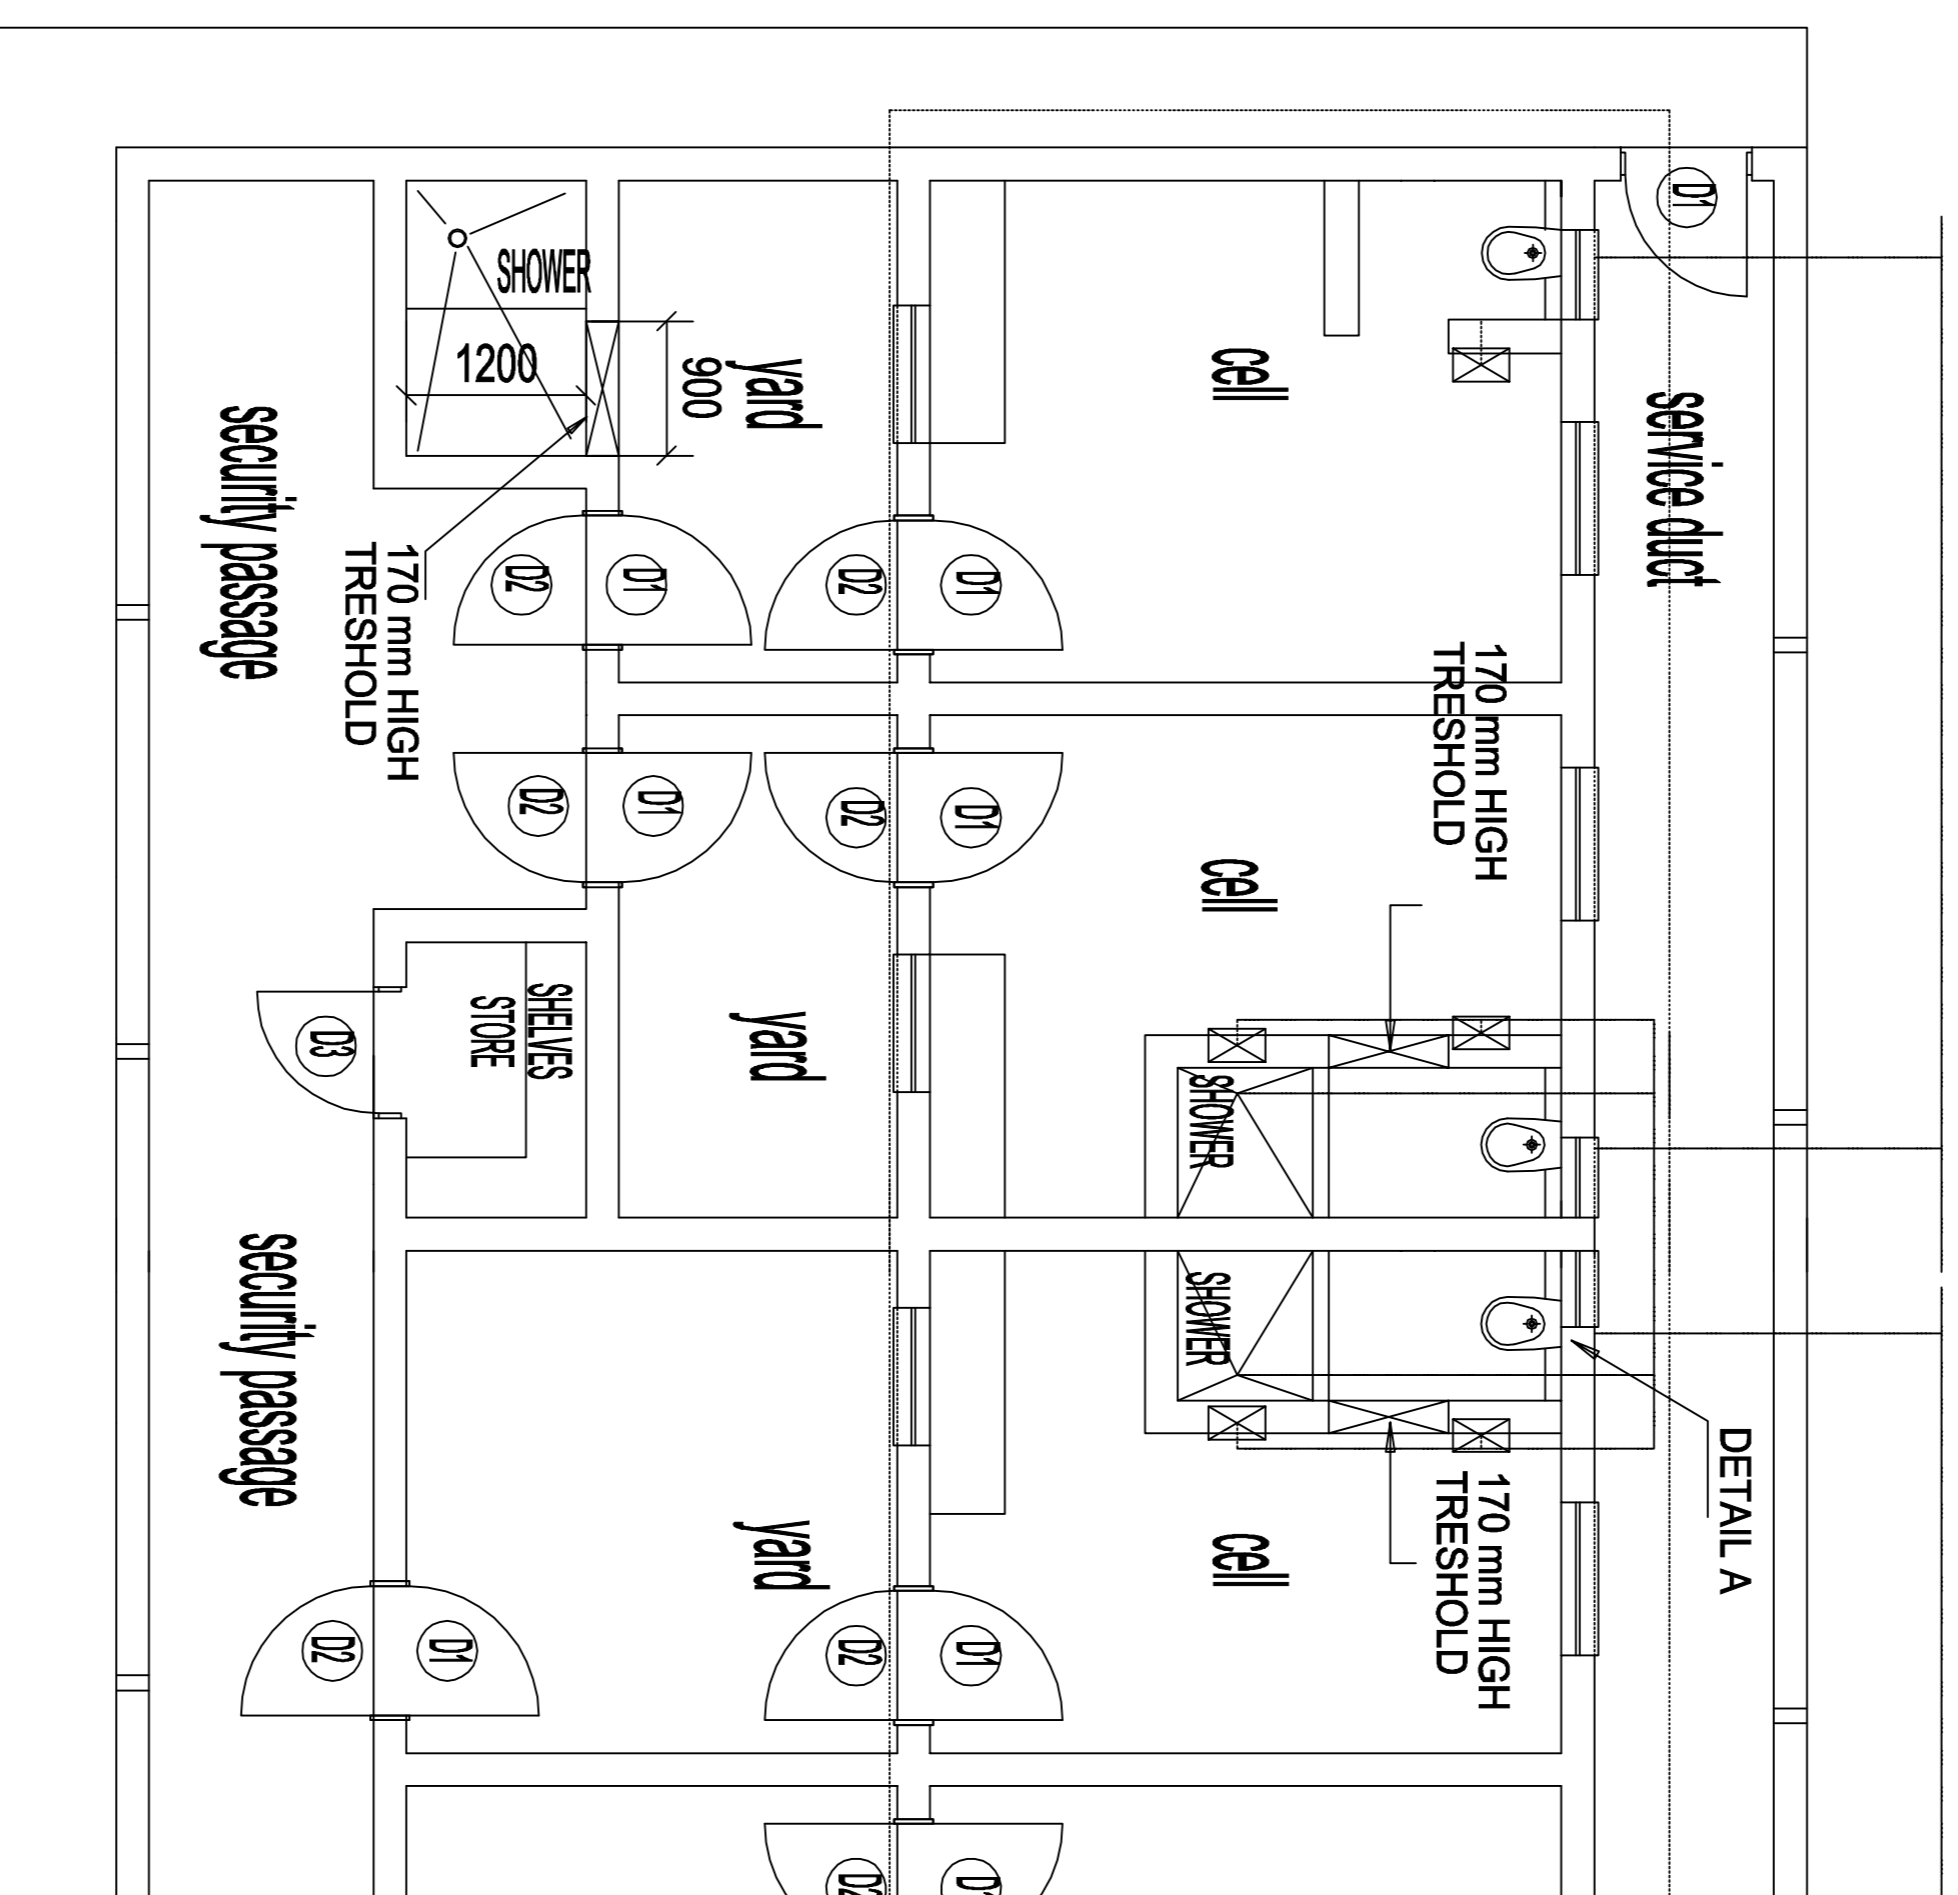 D1
SHOWER
1200
900
yard
cell
service duct
security passage
170 mm HIGH
TRESHOLD
D2
D1
D2
D1
170 mm HIGH
TRESHOLD
D2
D1
D2
D1
cell
SHELVES
STORE
D3
yard
SHOWER
SHOWER
security passage
DETAIL A
170 mm HIGH
TRESHOLD
yard
cell
D2
D1
D2
D1
D2
D1